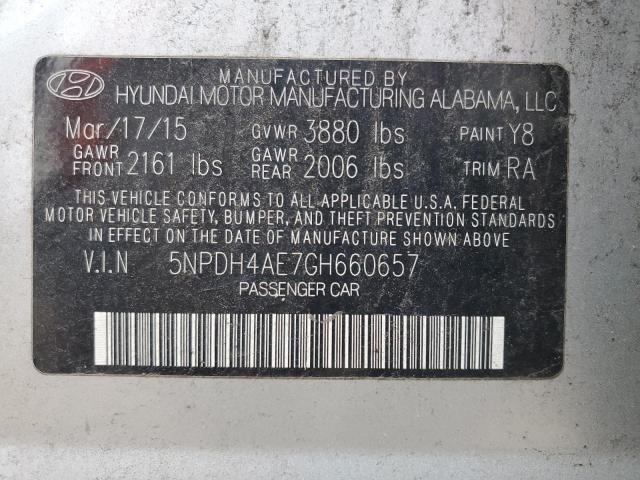 MANUFACTURED BY
HYUNDAI MOTOR MANUFACTURING ALABAMA, LLC
Mar/17/15 GVWR 3880 lbs PAINT Y8
GAWR FRONT 2161 lbs GAWR REAR 2006 lbs TRIM RA
THIS VEHICLE CONFORMS TO ALL APPLICABLE U.S.A. FEDERAL
MOTOR VEHICLE SAFETY, BUMPER, AND THEFT PREVENTION STANDARDS
IN EFFECT ON THE DATE OF MANUFACTURE SHOWN ABOVE.
V.I.N 5NPDH4AE7GH660657
PASSENGER CAR